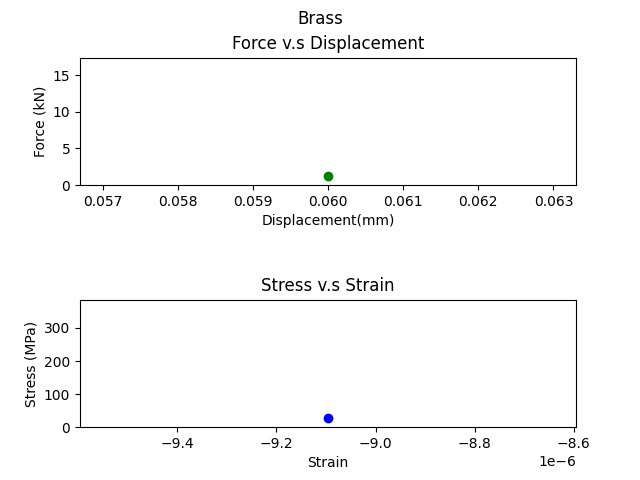 Brass
Force v.s Displacement
15
10
5
0
Force (kN)
0.057 0.058 0.059 0.060 0.061 0.062 0.063
Displacement(mm)
Stress v.s Strain
300
200
100
0
Stress (MPa)
−9.4 −9.2 −9.0 −8.8 −8.6
1e−6
Strain